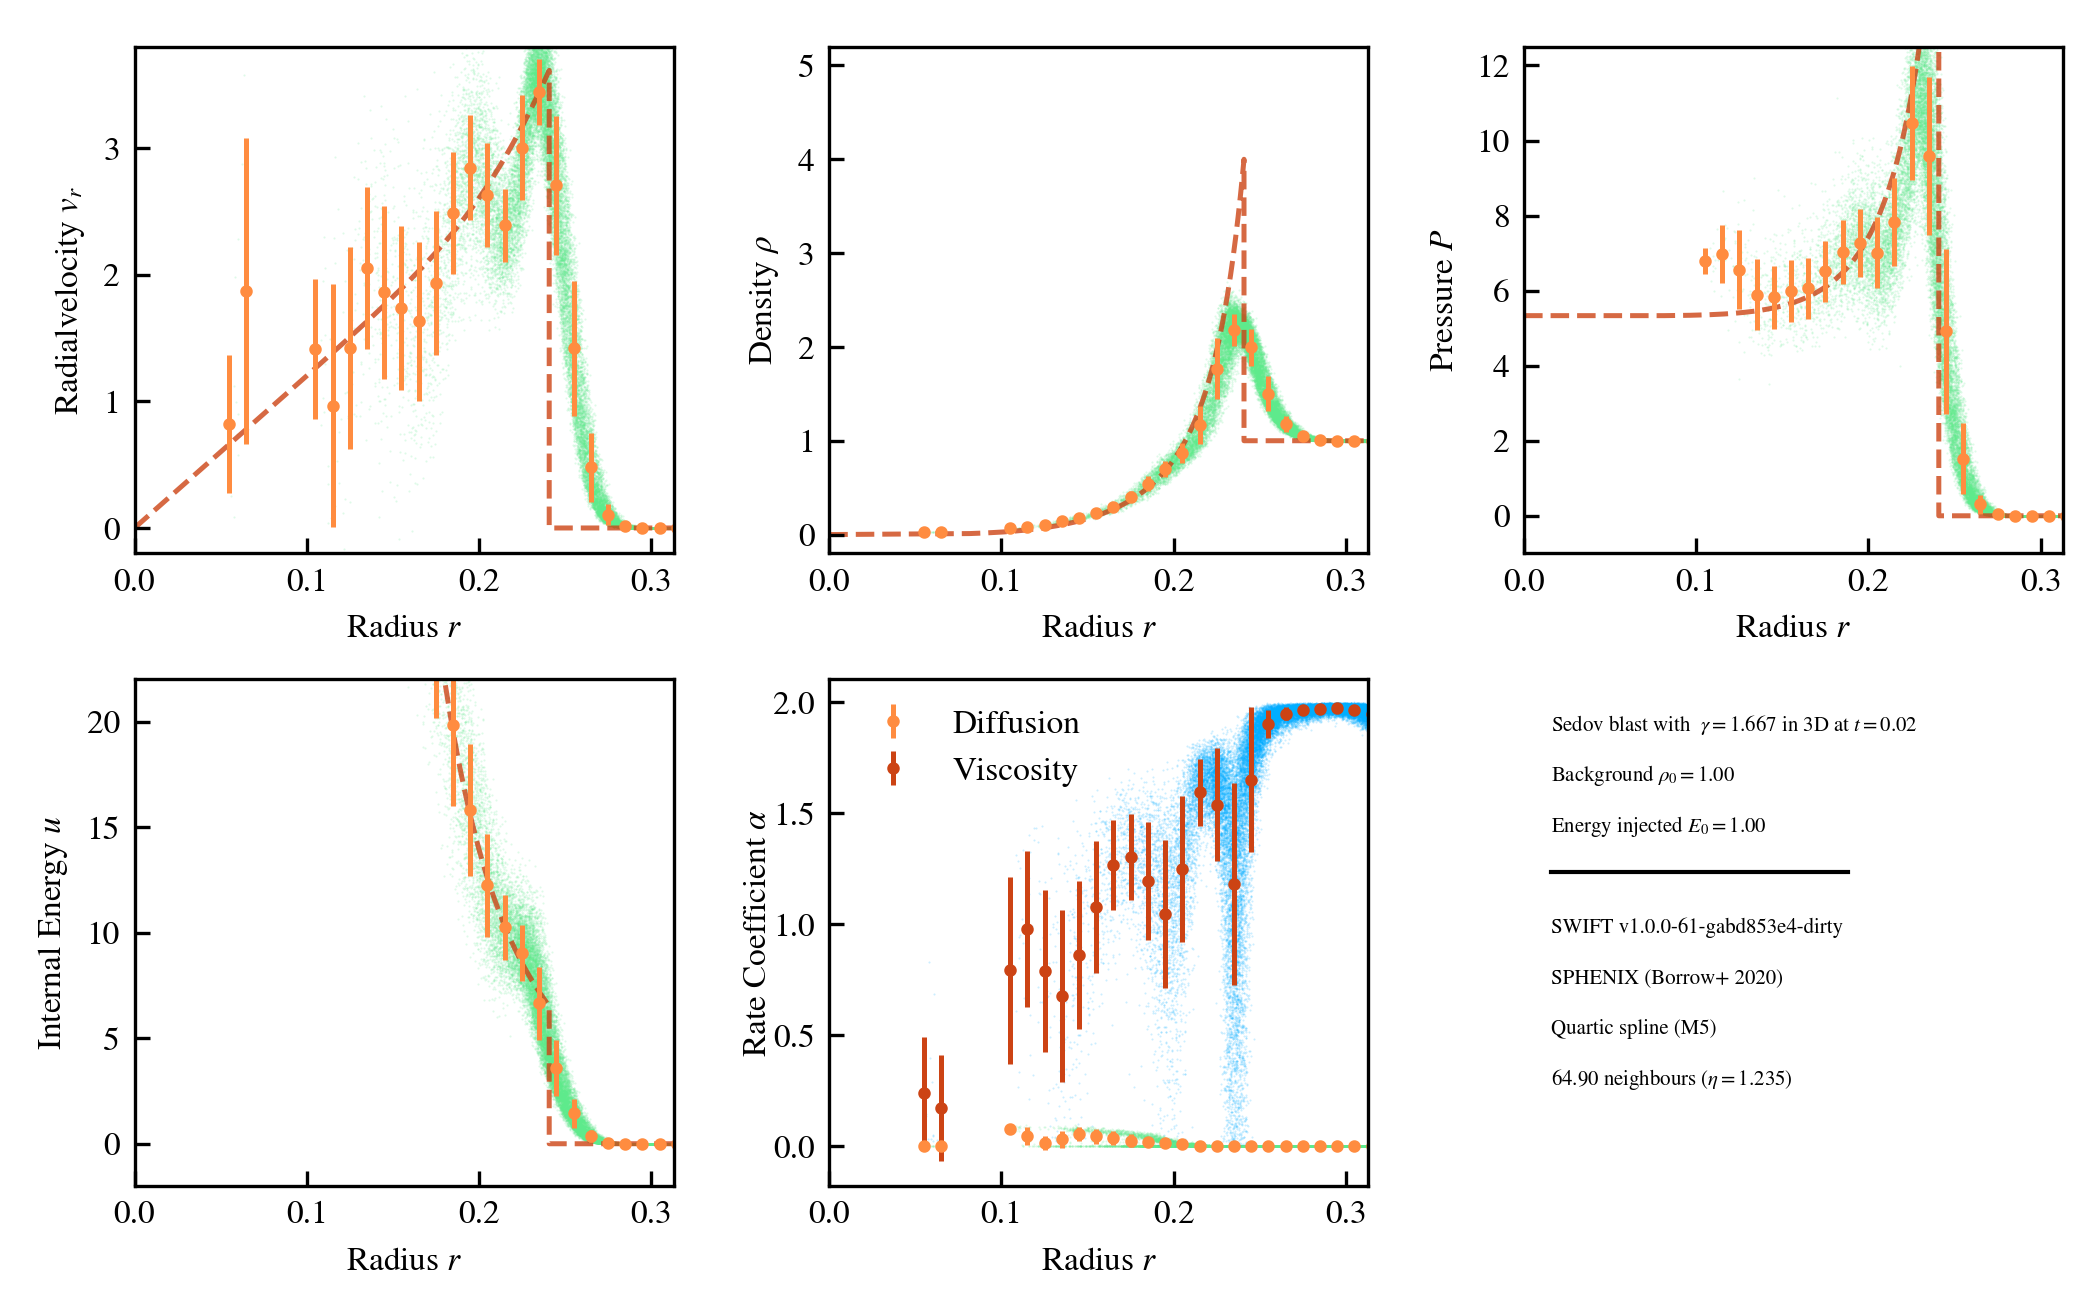 3
2
1
0
0.0
0.1
0.2
0.3
Radialvelocity v_r
Radius r
5
4
3
2
1
0
0.0
0.1
0.2
0.3
Density ρ
Radius r
12
10
8
6
4
2
0
0.0
0.1
0.2
0.3
Pressure P
Radius r
20
15
10
5
0
0.0
0.1
0.2
0.3
Internal Energy u
Radius r
2.0
1.5
1.0
0.5
0.0
0.0
0.1
0.2
0.3
Rate Coefficient α
Radius r
Diffusion
Viscosity
Sedov blast with γ = 1.667 in 3D at t = 0.02
Background ρ₀ = 1.00
Energy injected E₀ = 1.00
SWIFT v1.0.0-61-gabd853e4-dirty
SPHENIX (Borrow+ 2020)
Quartic spline (M5)
64.90 neighbours (η = 1.235)